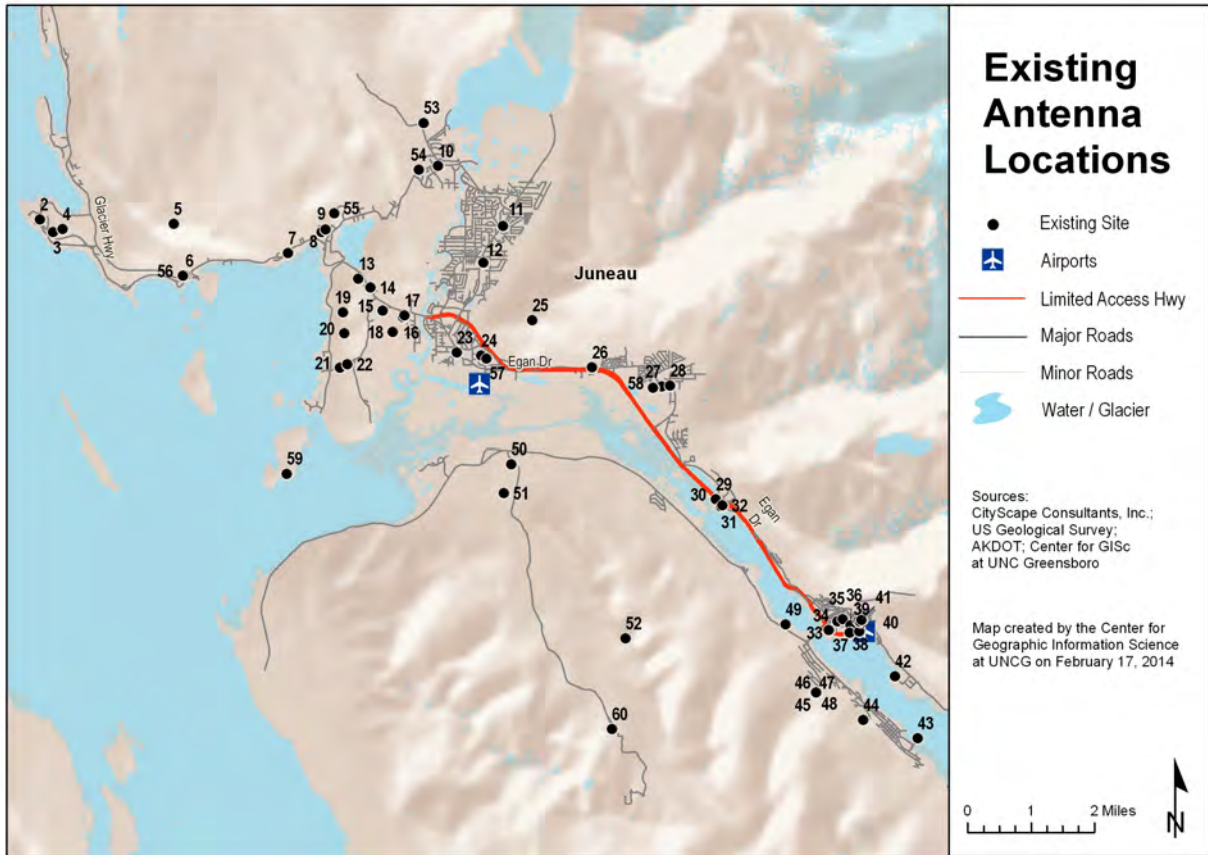 Existing
Antenna
Locations
Existing Site
Airports
Limited Access Hwy
Major Roads
Minor Roads
Water / Glacier
Sources:
CityScape Consultants, Inc.;
US Geological Survey;
AKDOT; Center for GISc
at UNC Greensboro
Map created by the Center for
Geographic Information Science
at UNCG on February 17, 2014
0 1 2 Miles
N
53
54
10
2
4
3
Glacier Hwy
5
9
55
8
7
11
12
Juneau
56
6
13
14
19
15
17
18
16
20
21
22
25
23
24
57
Egan Dr
26
27
28
58
59
50
51
29
30
32
31
Egan
Dr
52
60
49
35
36
41
34
39
33
40
37
38
42
46
47
45
48
44
43